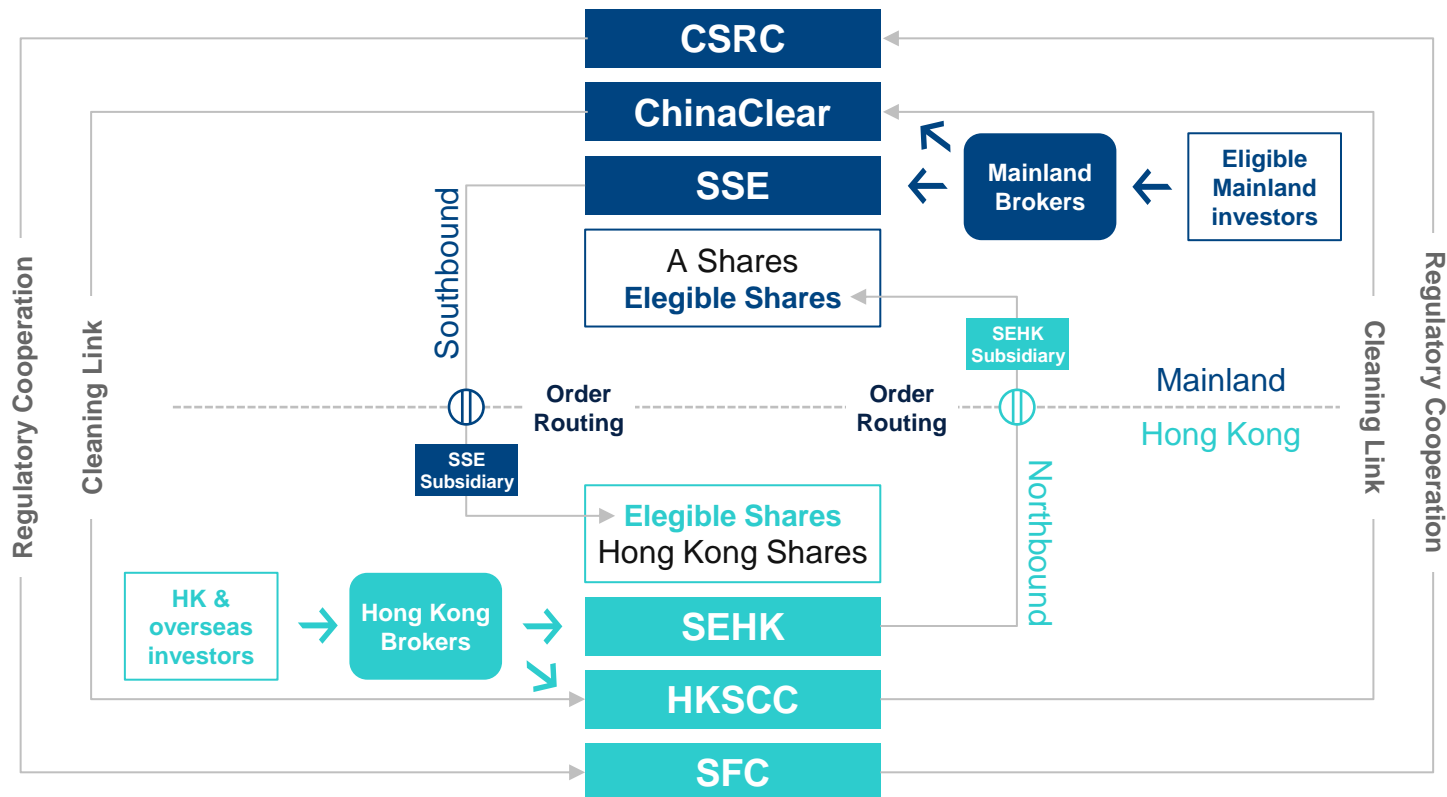 CSRC
ChinaClear
SSE
Mainland
Brokers
Eligible
Mainland
investors
A Shares
Elegible Shares
Southbound
SEHK
Subsidiary
Regulatory Cooperation
Cleaning Link
Order
Routing
Order
Routing
Mainland
Hong Kong
Cleaning Link
Regulatory Cooperation
SSE
Subsidiary
Northbound
Elegible Shares
Hong Kong Shares
HK &
overseas
investors
Hong Kong
Brokers
SEHK
HKSCC
SFC